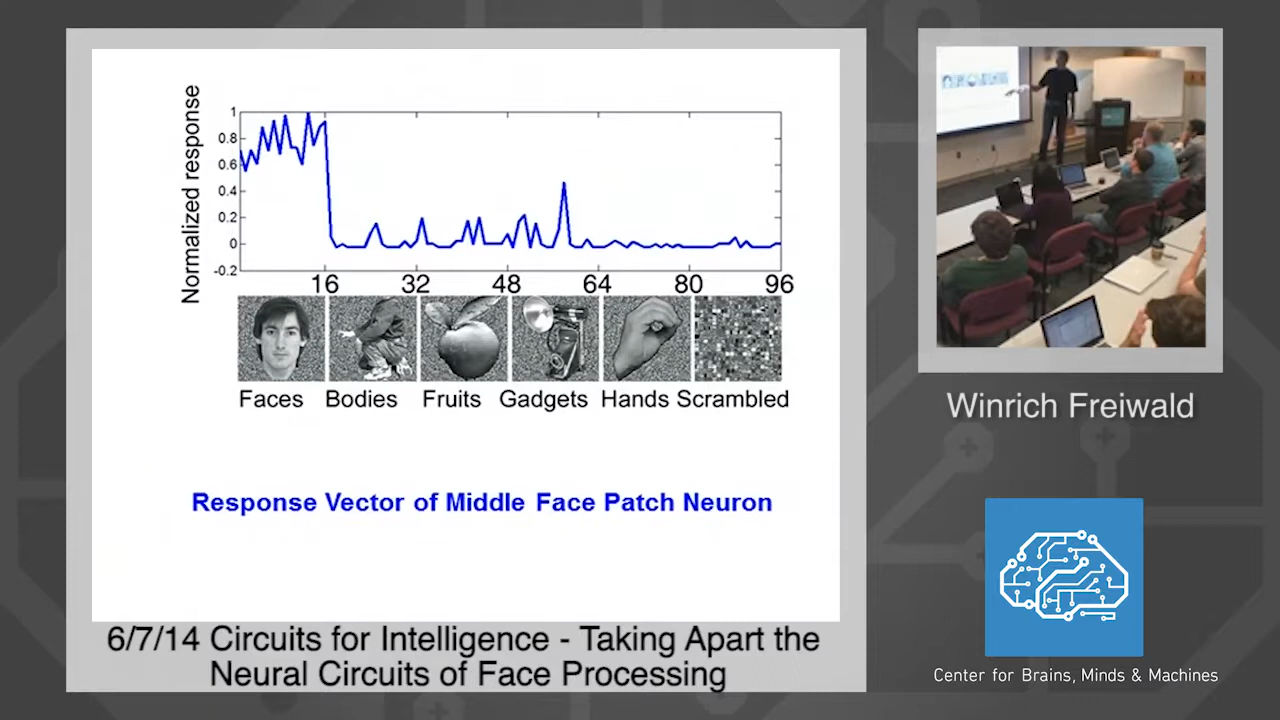 Normalized response
1
0.8
0.6
0.4
0.2
0
-0.2
16 32 48 64 80 96
Faces Bodies Fruits Gadgets Hands Scrambled
Response Vector of Middle Face Patch Neuron
6/7/14 Circuits for Intelligence - Taking Apart the
Neural Circuits of Face Processing
Winrich Freiwald
Center for Brains, Minds & Machines